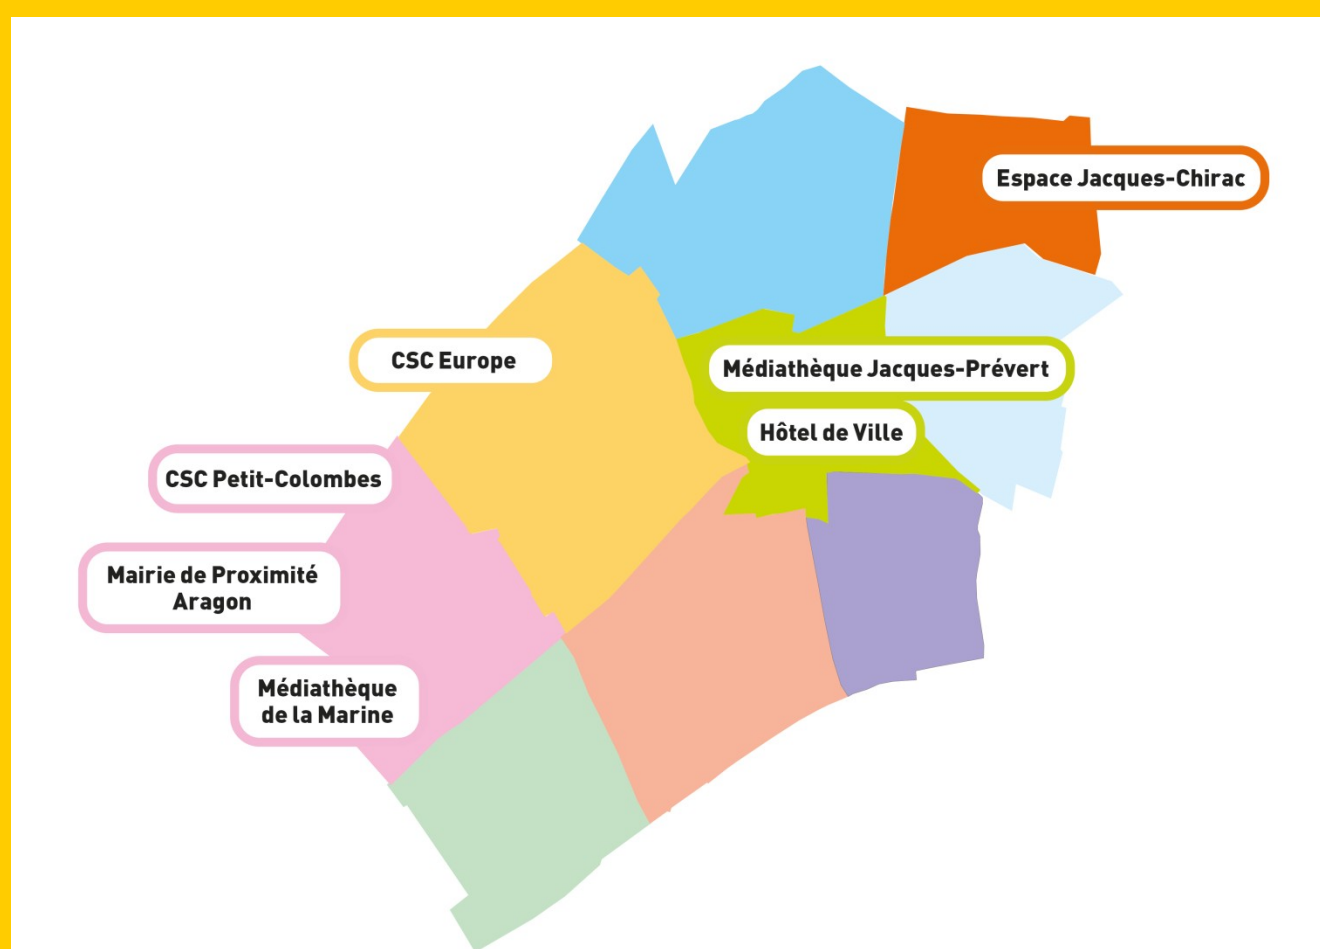 Espace Jacques-Chirac
CSC Europe
Médiathèque Jacques-Prévert
Hôtel de Ville
CSC Petit-Colombes
Mairie de Proximité
Aragon
Médiathèque
de la Marine